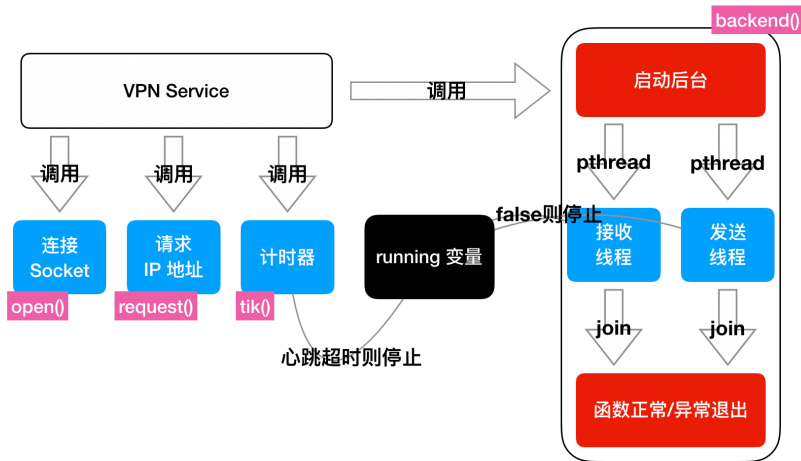 backend()
VPN Service
调用
启动后台
调用
调用
调用
pthread
pthread
false则停止
连接
Socket
open()
请求
IP 地址
request()
计时器
tik()
running 变量
接收
线程
发送
线程
心跳超时则停止
join
join
函数正常/异常退出